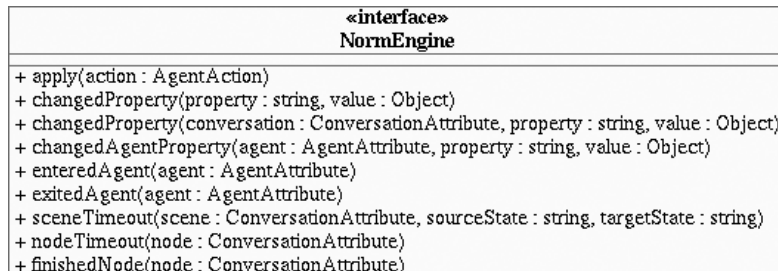 «interface»
NormEngine
+ apply(action : AgentAction)
+ changedProperty(property : string, value : Object)
+ changedProperty(conversation : ConversationAttribute, property : string, value : Object)
+ changedAgentProperty(agent : AgentAttribute, property : string, value : Object)
+ enteredAgent(agent : AgentAttribute)
+ exitedAgent(agent : AgentAttribute)
+ sceneTimeout(scene : ConversationAttribute, sourceState : string, targetState : string)
+ nodeTimeout(node : ConversationAttribute)
+ finishedNode(node : ConversationAttribute)